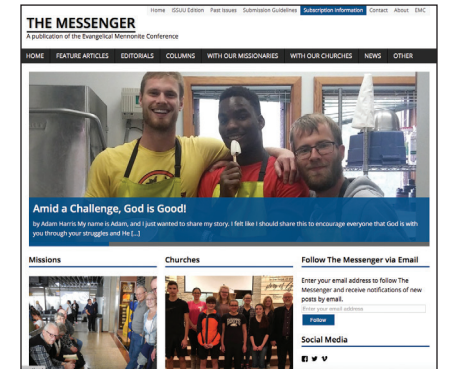 Home ISSUU Edition Past Issues Submission Guidelines Subscription Information Contact About EMC
THE MESSENGER
A publication of the Evangelical Mennonite Conference
HOME FEATURE ARTICLES EDITORIALS COLUMNS WITH OUR MISSIONARIES WITH OUR CHURCHES NEWS OTHER
Amid a Challenge, God is Good!
by Adam Harris My name is Adam, and I just wanted to share my story. I felt like I should share this to encourage everyone that God is with
you through your struggles and He [...]
Missions
Churches
Follow The Messenger via Email
Enter your email address to follow The
Messenger and receive notifications of new
posts by email.
Enter your email address
Follow
Social Media